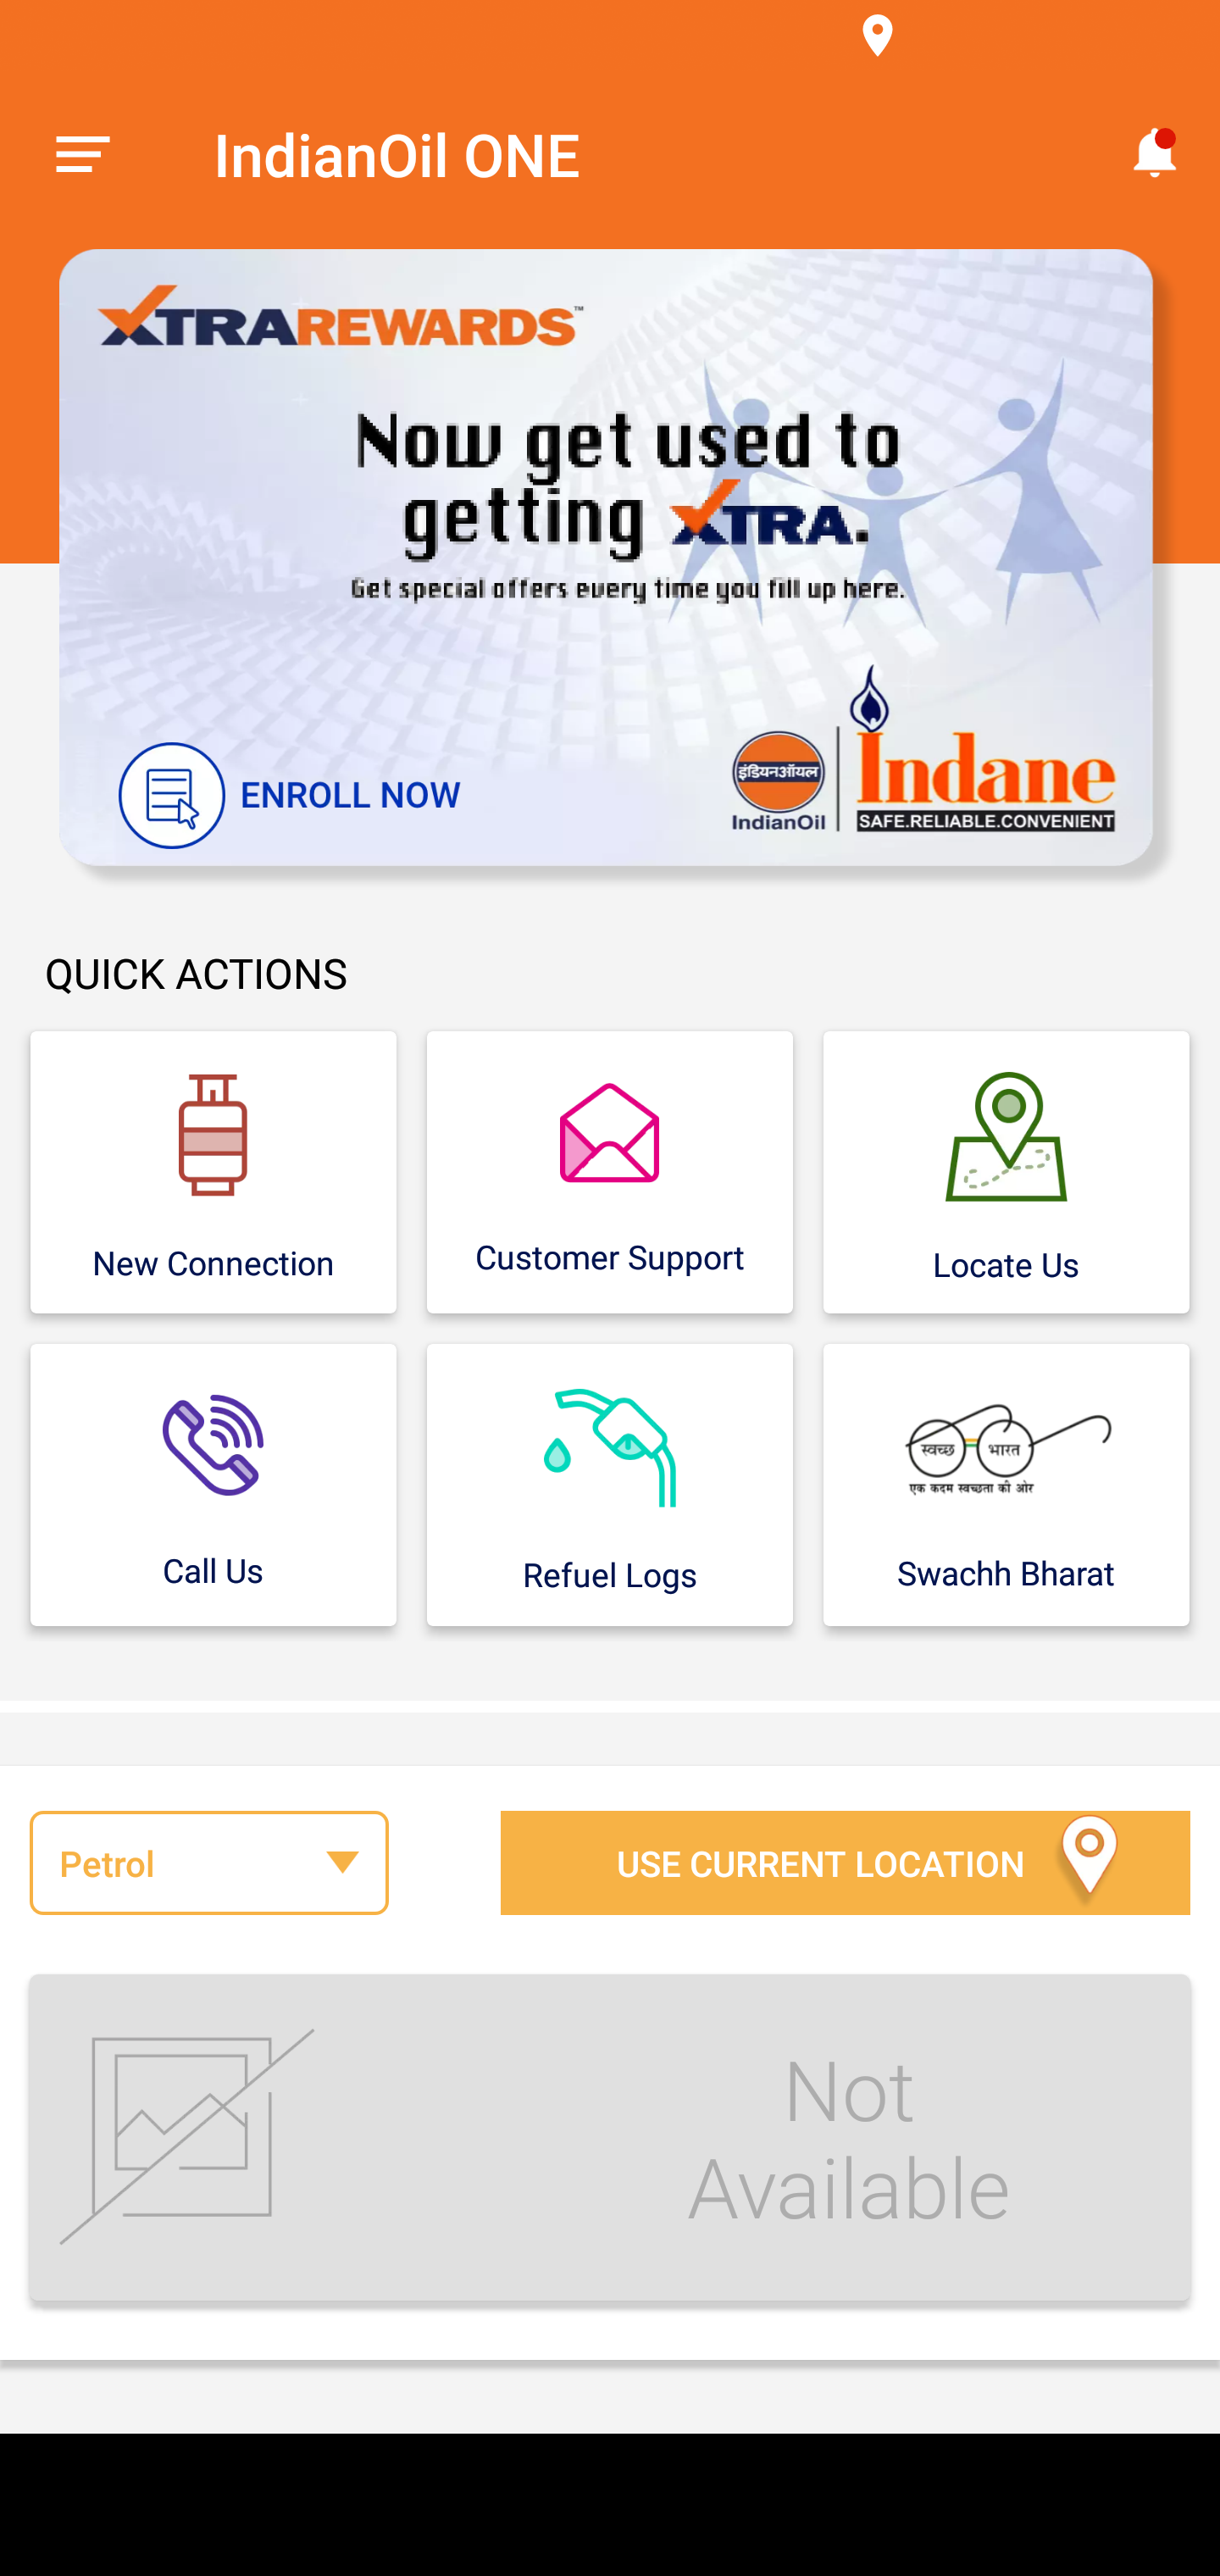 IndianOil ONE
XTRAREWARDS™
Now get used to
getting XTRA.
Get special offers every time you fill up here.
ENROLL NOW
इंडियनऑयल
IndianOil
Indane
SAFE.RELIABLE.CONVENIENT
QUICK ACTIONS
New Connection
Customer Support
Locate Us
Call Us
Refuel Logs
स्वच्छ भारत
एक कदम स्वच्छता की ओर
Swachh Bharat
Petrol
USE CURRENT LOCATION
Not
Available